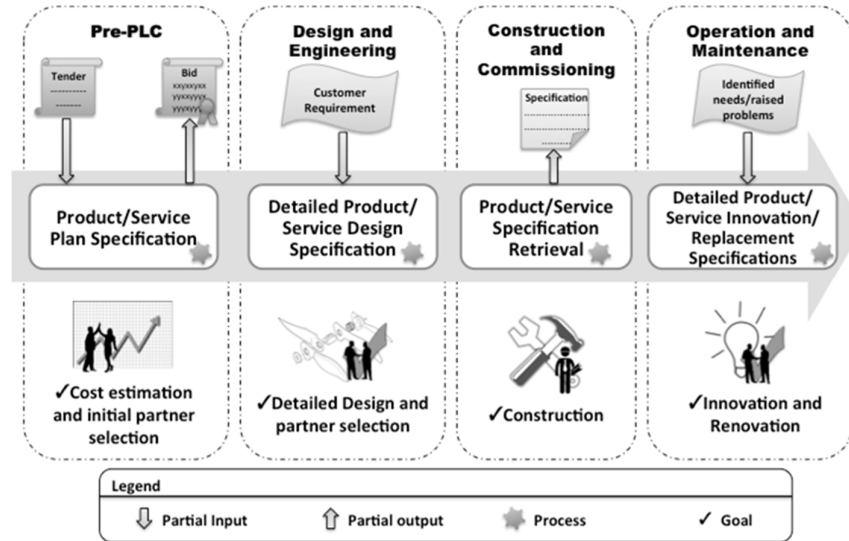 Pre-PLC
Tender
Bid
xxyxxyxx
yyxxyyyx
yyyxyyyx
Product/Service
Plan Specification
✓Cost estimation
and initial partner
selection
Design and
Engineering
Customer
Requirement
Detailed Product/
Service Design
Specification
✓Detailed Design and
partner selection
Construction
and
Commissioning
Specification
Product/Service
Specification
Retrieval
✓Construction
Operation and
Maintenance
Identified
needs/raised
problems
Detailed Product/
Service Innovation/
Replacement
Specifications
✓Innovation and
Renovation
Legend
Partial Input
Partial output
Process
✓ Goal